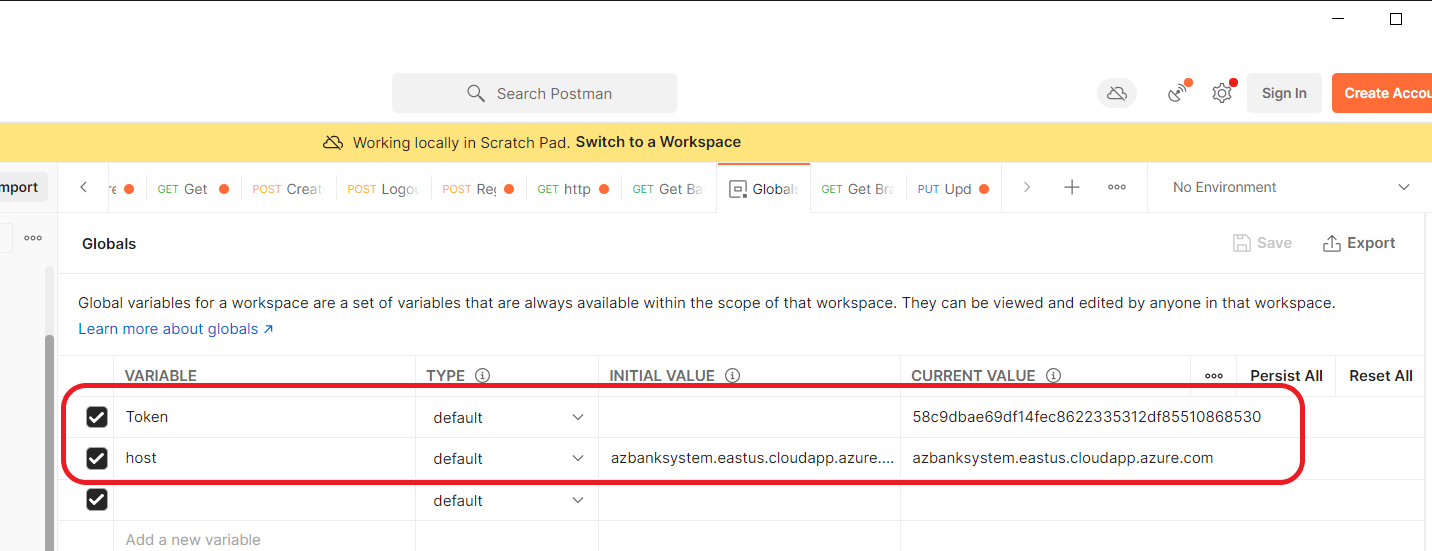 Search Postman
Sign In
Create Accou
Working locally in Scratch Pad. Switch to a Workspace
mport
re
GET Get
POST Create
POST Logou
POST Reg
GET http
GET Get Ba
Globals
GET Get Bra
PUT Upd
No Environment
Globals
Save
Export
Global variables for a workspace are a set of variables that are always available within the scope of that workspace. They can be viewed and edited by anyone in that workspace.
Learn more about globals ↗
VARIABLE TYPE INITIAL VALUE CURRENT VALUE Persist All Reset All
Token default 58c9dbae69df14fec8622335312df85510868530
host default azbanksystem.eastus.cloudapp.azure.... azbanksystem.eastus.cloudapp.azure.com
default
Add a new variable